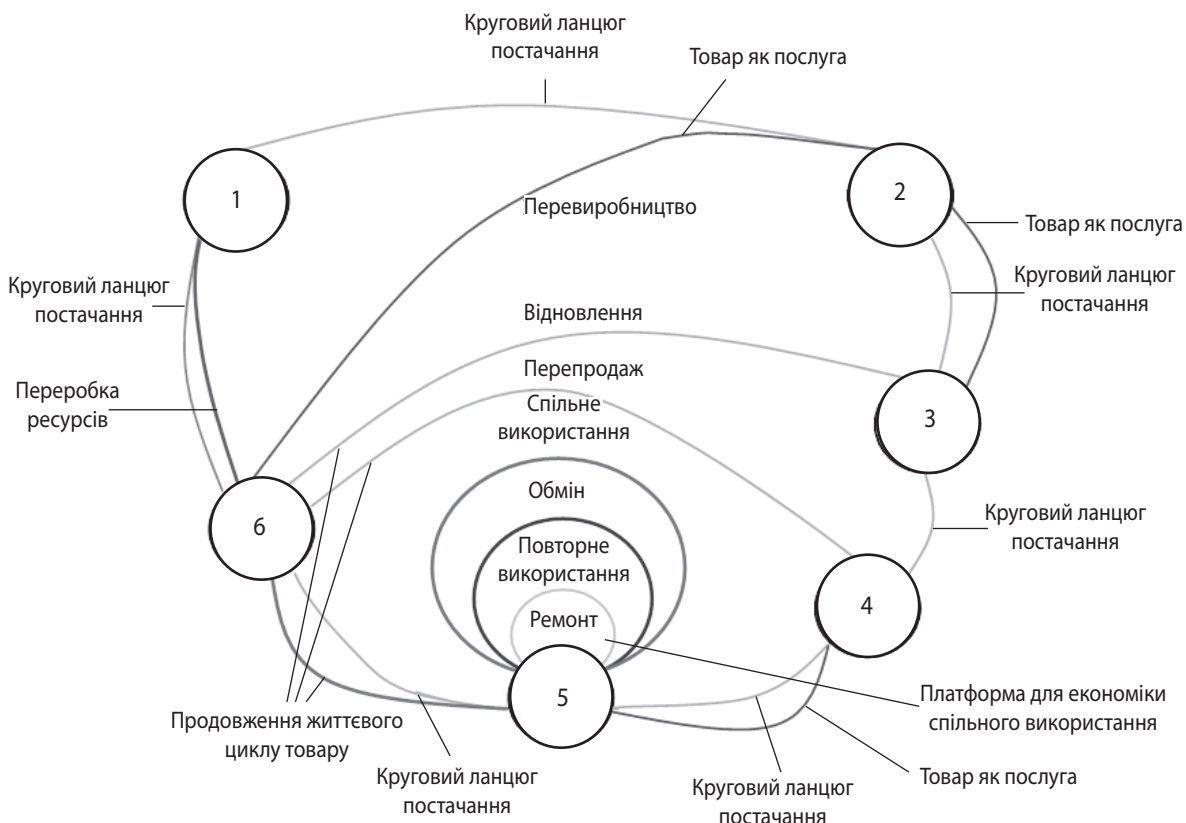 Круговий ланцюг
постачання
Товар як послуга
1
2
Перевиробництво
Товар як послуга
Круговий ланцюг
постачання
Круговий ланцюг
постачання
Відновлення
Перепродаж
Переробка
ресурсів
Спільне
використання
3
Обмін
6
Круговий ланцюг
постачання
Повторне
використання
4
Ремонт
5
Платформа для економіки
спільного використання
Продовження життєвого
циклу товару
Круговий ланцюг
постачання
Круговий ланцюг
постачання
Товар як послуга